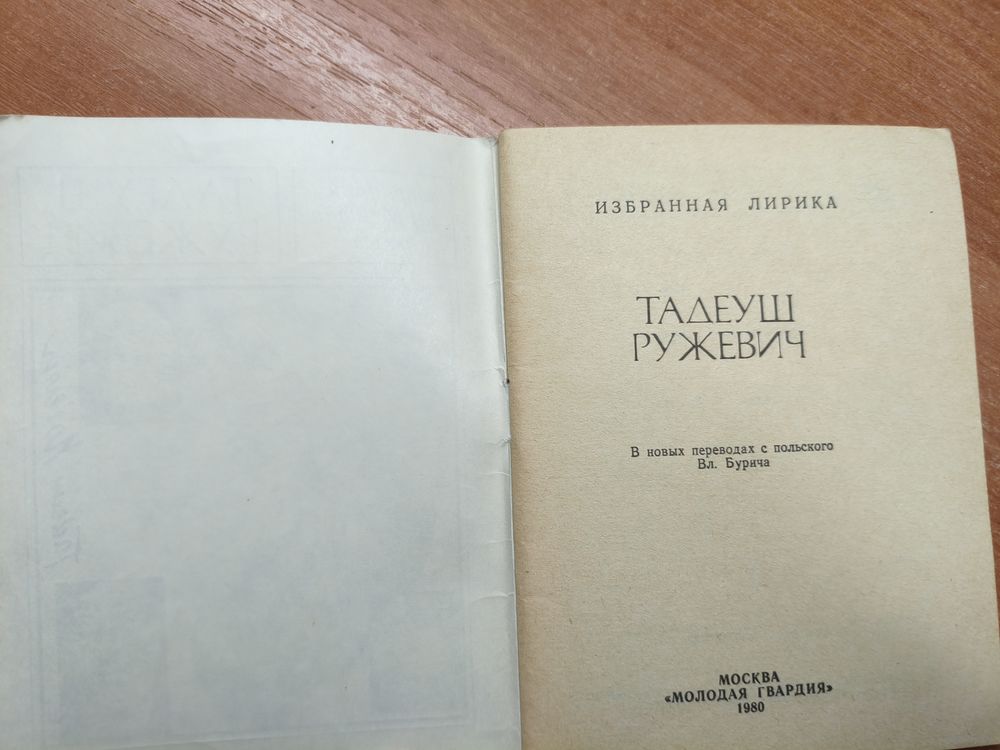 ИЗБРАННАЯ ЛИРИКА
ТАДЕУШ
РУЖЕВИЧ
В новых переводах с польского
Вл. Бурича
МОСКВА
«МОЛОДАЯ ГВАРДИЯ»
1980